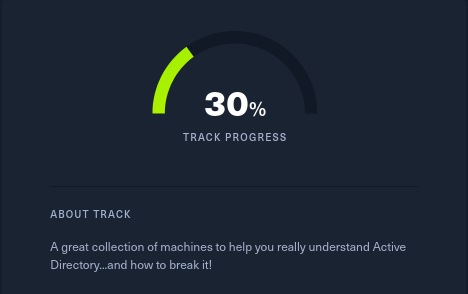 30%
TRACK PROGRESS
ABOUT TRACK
A great collection of machines to help you really understand Active
Directory...and how to break it!